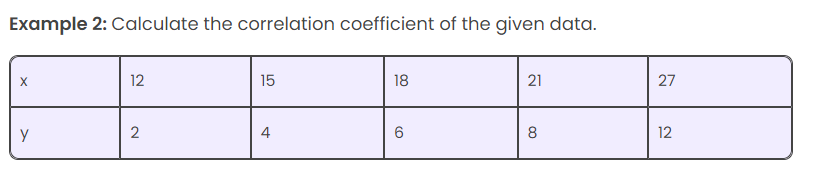 Example 2: Calculate the correlation coefficient of the given data.
x 12 15 18 21 27
y 2 4 6 8 12